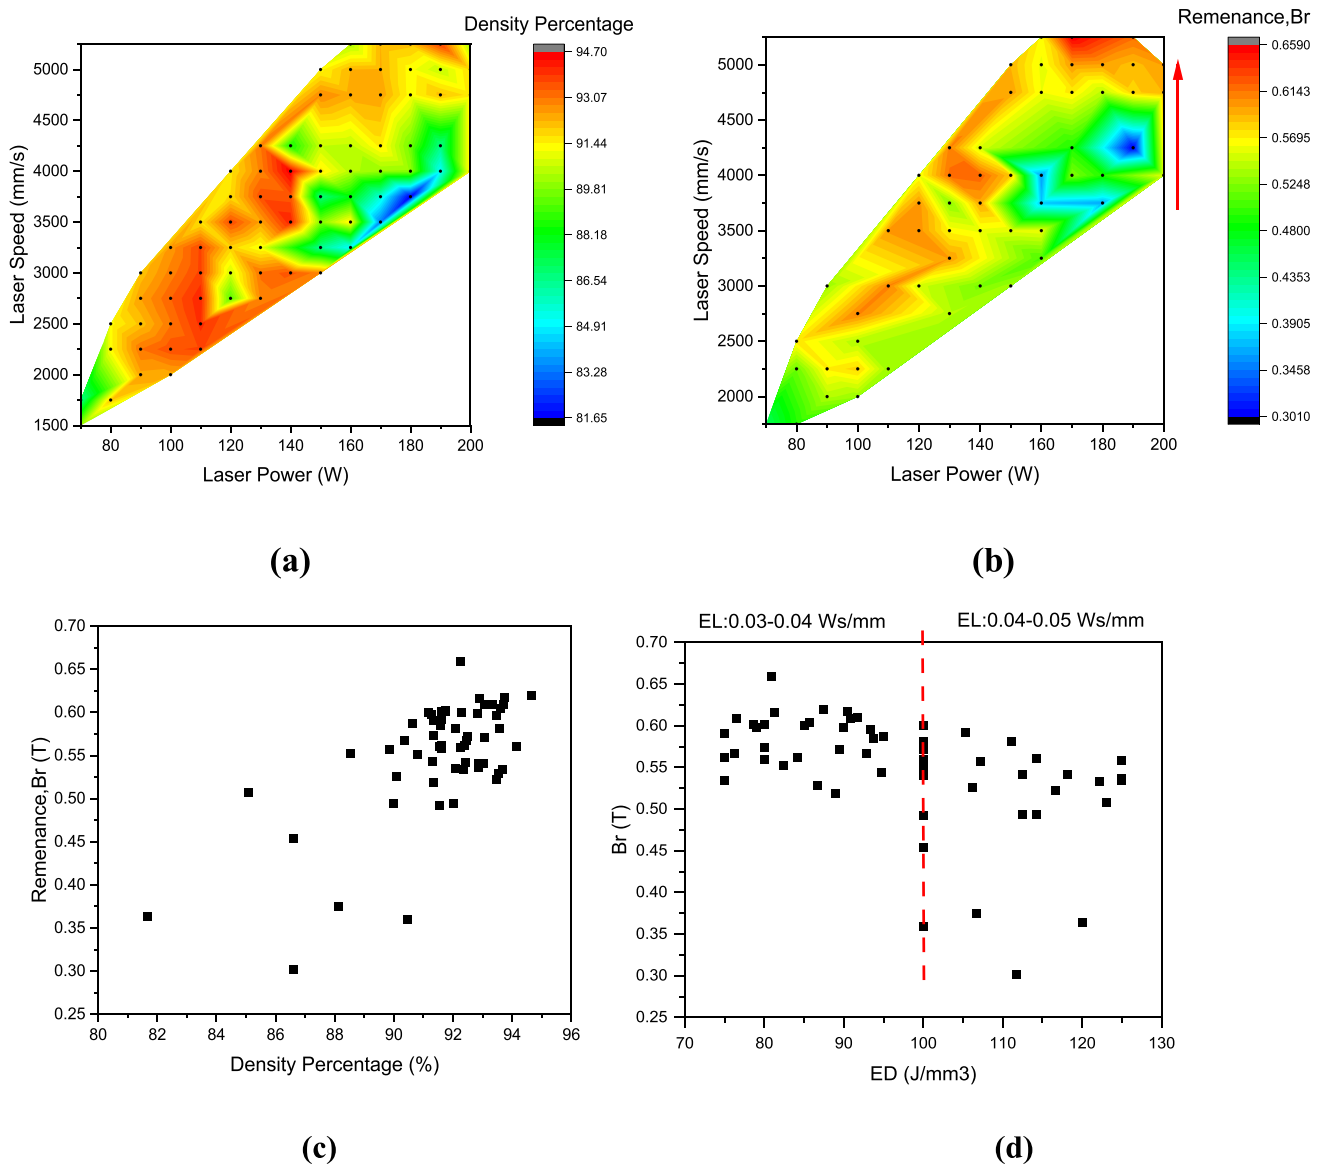 Density Percentage
94.70
93.07
91.44
89.81
88.18
86.54
84.91
83.28
81.65
5000
4500
4000
3500
3000
2500
2000
1500
Laser Speed (mm/s)
80 100 120 140 160 180 200
Laser Power (W)
(a)
Remenance,Br
0.6590
0.6143
0.5695
0.5248
0.4800
0.4353
0.3905
0.3458
0.3010
5000
4500
4000
3500
3000
2500
2000
Laser Speed (mm/s)
80 100 120 140 160 180 200
Laser Power (W)
(b)
0.70
0.65
0.60
0.55
0.50
0.45
0.40
0.35
0.30
0.25
Remenance,Br (T)
80 82 84 86 88 90 92 94 96
Density Percentage (%)
(c)
EL:0.03-0.04 Ws/mm EL:0.04-0.05 Ws/mm
0.70
0.65
0.60
0.55
0.50
0.45
0.40
0.35
0.30
0.25
Br (T)
70 80 90 100 110 120 130
ED (J/mm3)
(d)